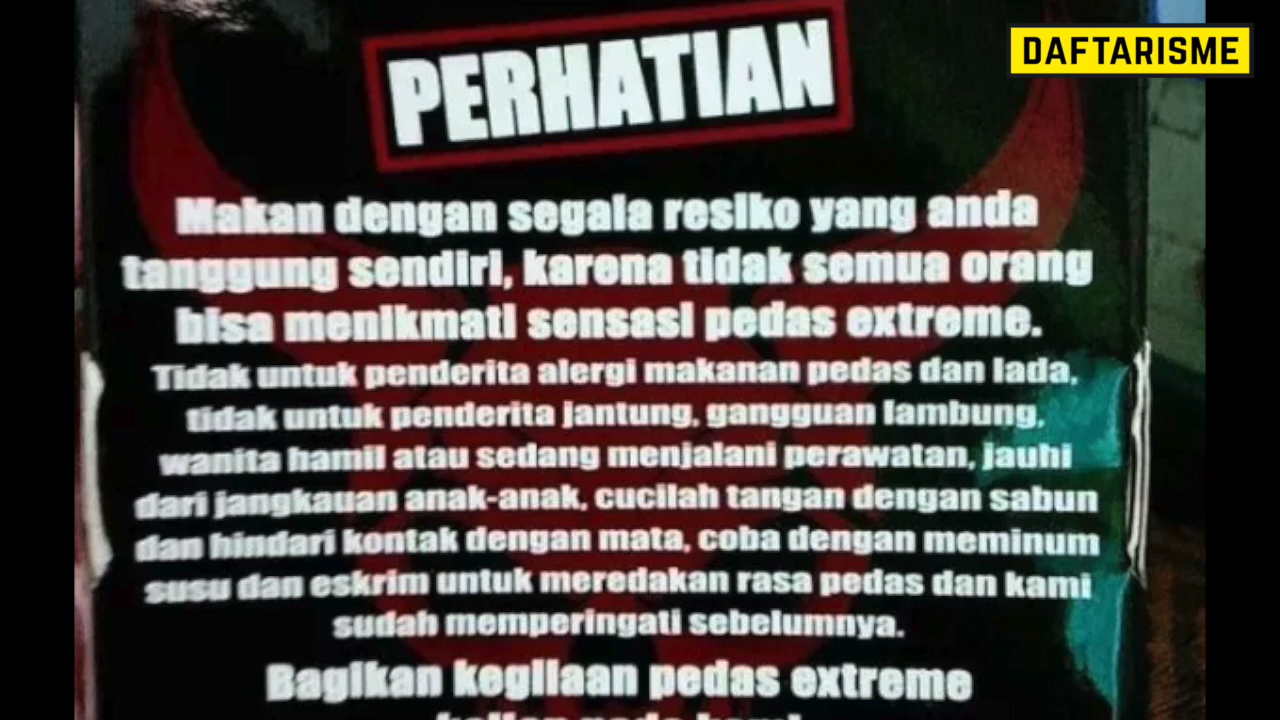 DAFTARISME
PERHATIAN
Makan dengan segala resiko yang anda
tanggung sendiri, karena tidak semua orang
bisa menikmati sensasi pedas extreme.
Tidak untuk penderita alergi makanan pedas dan lada,
tidak untuk penderita jantung, gangguan lambung,
wanita hamil atau sedang menjalani perawatan, jauhi
dari jangkauan anak-anak, cucilah tangan dengan sabun
dan hindari kontak dengan mata, coba dengan meminum
susu dan eskrim untuk meredakan rasa pedas dan kami
sudah memperingati sebelumnya.
Bagikan kegilaan pedas extreme